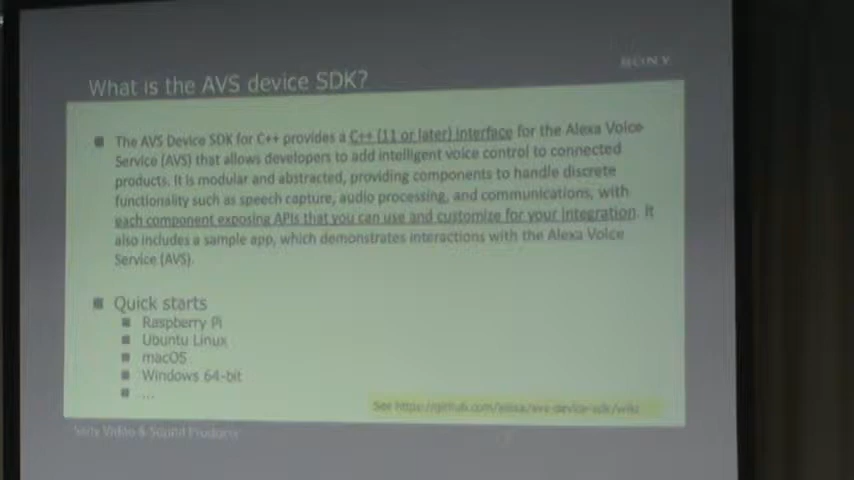 SONY
What is the AVS device SDK?
■ The AVS Device SDK for C++ provides a C++ (11 or later) interface for the Alexa Voice
Service (AVS) that allows developers to add intelligent voice control to connected
products. It is modular and abstracted, providing components to handle discrete
functionality such as speech capture, audio processing, and communications, with
each component exposing APIs that you can use and customize for your integration. It
also includes a sample app, which demonstrates interactions with the Alexa Voice
Service (AVS).
■ Quick starts
■ Raspberry Pi
■ Ubuntu Linux
■ macOS
■ Windows 64-bit
■ ...
See https://github.com/alexa/avs-device-sdk/wiki
Sony Video & Sound Products